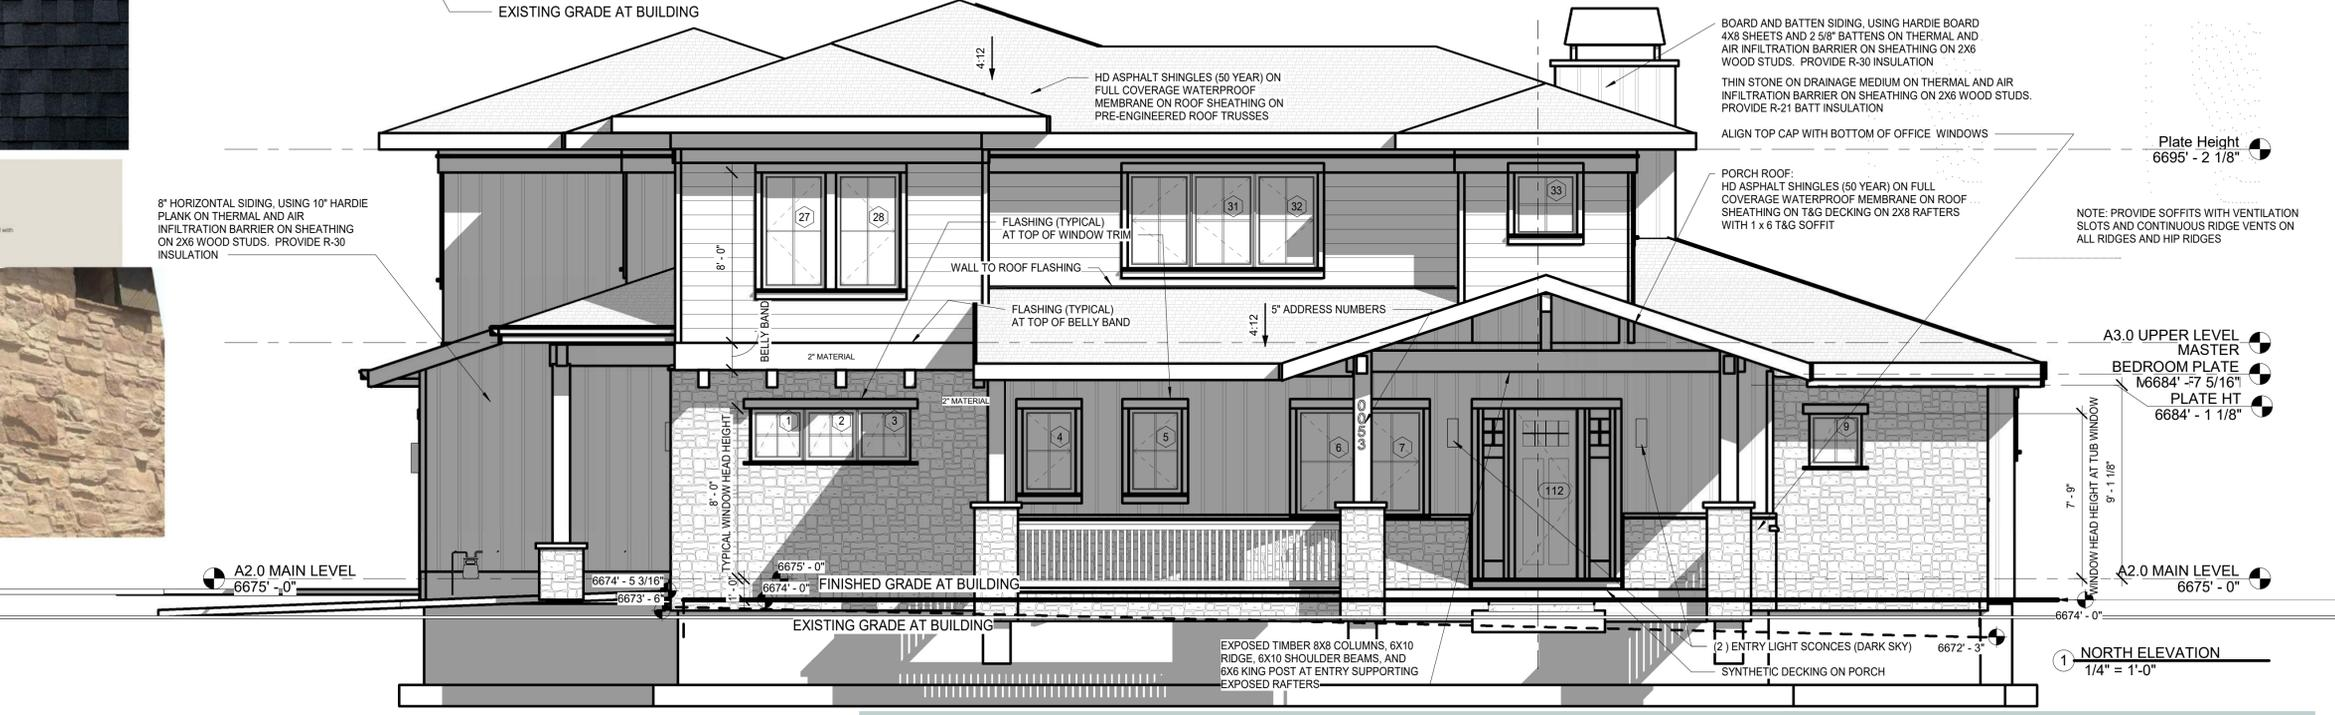 EXISTING GRADE AT BUILDING
4:12
HD ASPHALT SHINGLES (50 YEAR) ON
FULL COVERAGE WATERPROOF
MEMBRANE ON ROOF SHEATHING ON
PRE-ENGINEERED ROOF TRUSSES
BOARD AND BATTEN SIDING, USING HARDIE BOARD
4X8 SHEETS AND 2 5/8" BATTENS ON THERMAL AND
AIR INFILTRATION BARRIER ON SHEATHING ON 2X6
WOOD STUDS. PROVIDE R-30 INSULATION
THIN STONE ON DRAINAGE MEDIUM ON THERMAL AND AIR
INFILTRATION BARRIER ON SHEATHING ON 2X6 WOOD STUDS.
PROVIDE R-21 BATT INSULATION
ALIGN TOP CAP WITH BOTTOM OF OFFICE WINDOWS
Plate Height
6695' - 2 1/8"
PORCH ROOF:
HD ASPHALT SHINGLES (50 YEAR) ON FULL
COVERAGE WATERPROOF MEMBRANE ON ROOF
SHEATHING ON T&G DECKING ON 2X8 RAFTERS
WITH 1 x 6 T&G SOFFIT
NOTE: PROVIDE SOFFITS WITH VENTILATION
SLOTS AND CONTINUOUS RIDGE VENTS ON
ALL RIDGES AND HIP RIDGES
8" HORIZONTAL SIDING, USING 10" HARDIE
PLANK ON THERMAL AND AIR
INFILTRATION BARRIER ON SHEATHING
ON 2X6 WOOD STUDS. PROVIDE R-30
INSULATION
27
28
31
32
33
8' - 0"
FLASHING (TYPICAL)
AT TOP OF WINDOW TRIM
WALL TO ROOF FLASHING
FLASHING (TYPICAL)
AT TOP OF BELLY BAND
BELLY BAND
2" MATERIAL
4:12
5" ADDRESS NUMBERS
A3.0 UPPER LEVEL
MASTER
BEDROOM PLATE
6684' - 7 5/16"
PLATE HT
6684' - 1 1/8"
2" MATERIAL
1
2
3
4
5
6
7
9
112
0053
8' - 0"
TYPICAL WINDOW HEAD HEIGHT
1' - 0"
7' - 9"
WINDOW HEAD HEIGHT AT TUB WINDOW
9' - 1 1/8"
A2.0 MAIN LEVEL
6675' - 0"
6674' - 5 3/16"
6673' - 6"
6675' - 0"
6674' - 0"
FINISHED GRADE AT BUILDING
EXISTING GRADE AT BUILDING
A2.0 MAIN LEVEL
6675' - 0"
6674' - 0"
6672' - 3"
EXPOSED TIMBER 8X8 COLUMNS, 6X10
RIDGE, 6X10 SHOULDER BEAMS, AND
6X6 KING POST AT ENTRY SUPPORTING
EXPOSED RAFTERS
(2 ) ENTRY LIGHT SCONCES (DARK SKY)
SYNTHETIC DECKING ON PORCH
1
NORTH ELEVATION
1/4" = 1'-0"